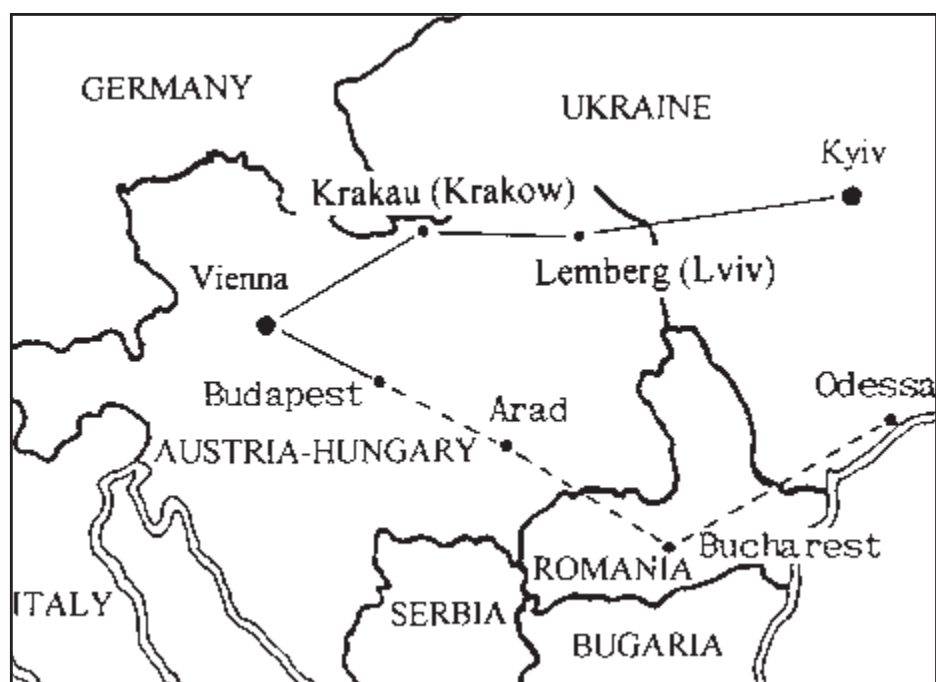 GERMANY
UKRAINE
Kyiv
Krakau (Krakow)
Vienna
Lemberg (Lviv)
Budapest
Arad
Odessa
AUSTRIA-HUNGARY
Bucharest
ROMANIA
ITALY
SERBIA
BUGARIA